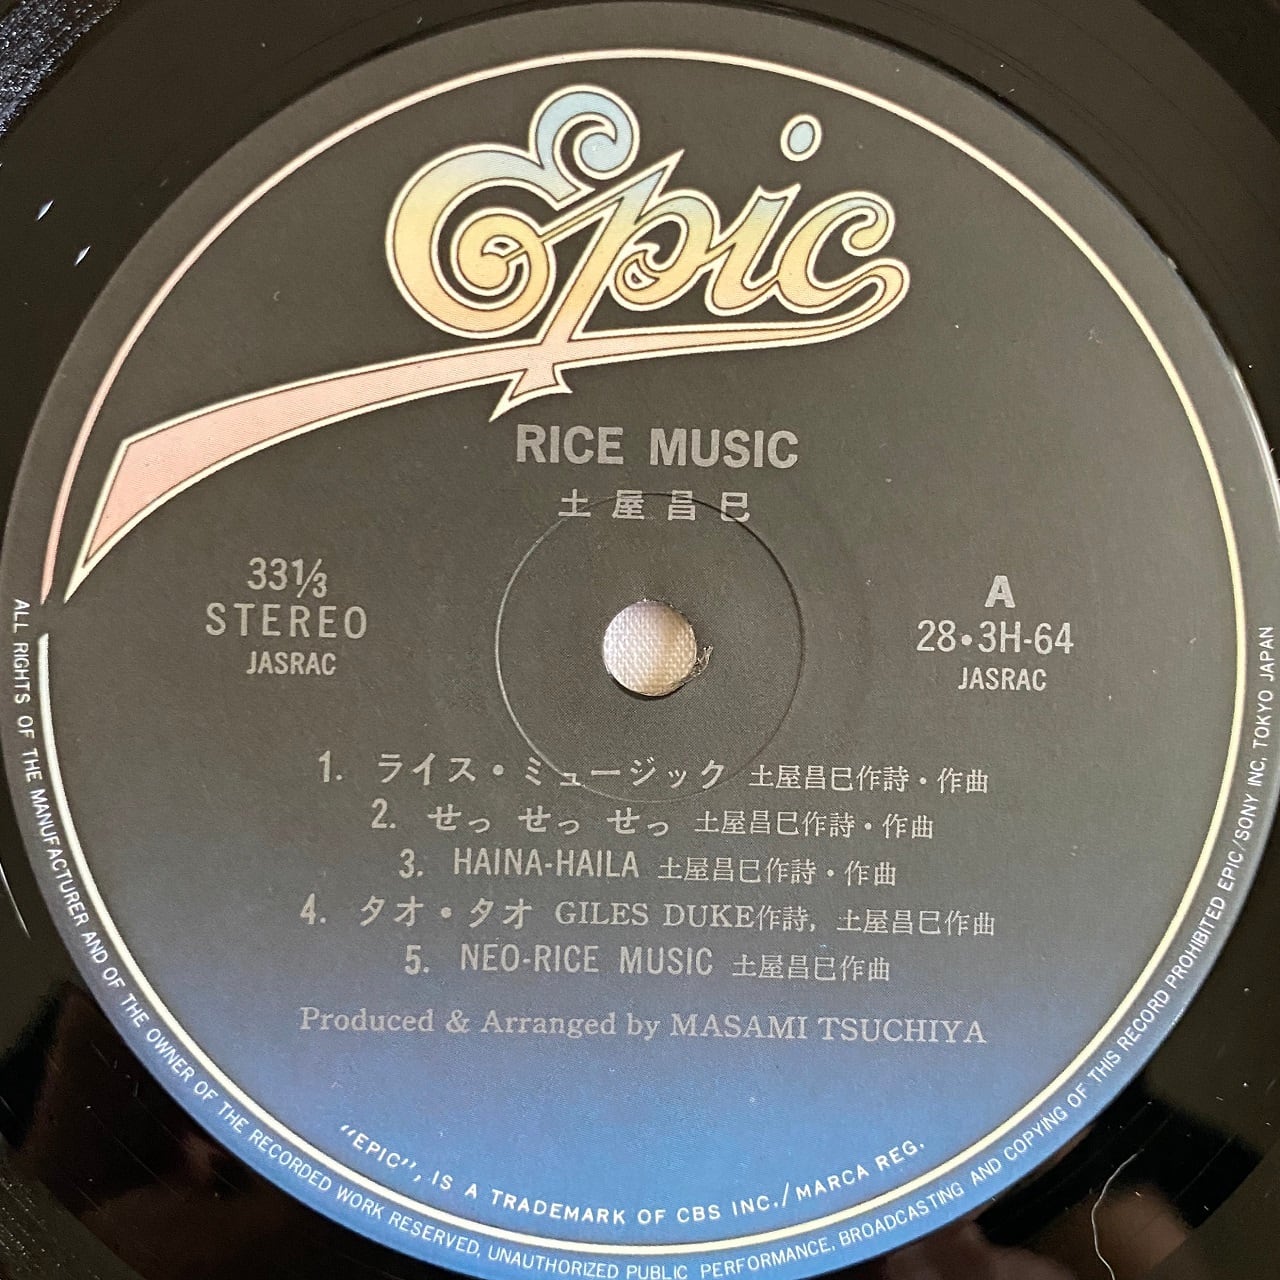 Epic
RICE MUSIC
土屋昌巳
33⅓
STEREO
JASRAC
A
28・3H-64
JASRAC
1. ライス・ミュージック 土屋昌巳作詩・作曲
2. せっ せっ せっ 土屋昌巳作詩・作曲
3. HAINA-HAILA 土屋昌巳作詩・作曲
4. タオ・タオ GILES DUKE作詩, 土屋昌巳作曲
5. NEO-RICE MUSIC 土屋昌巳作曲
Produced & Arranged by MASAMI TSUCHIYA
"EPIC", IS A TRADEMARK OF CBS INC./MARCA REG.
ALL RIGHTS OF THE MANUFACTURER AND OF THE OWNER OF THE RECORDED WORK RESERVED, UNAUTHORIZED PUBLIC PERFORMANCE, BROADCASTING AND COPYING OF THIS RECORD PROHIBITED EPIC/SONY INC, TOKYO JAPAN